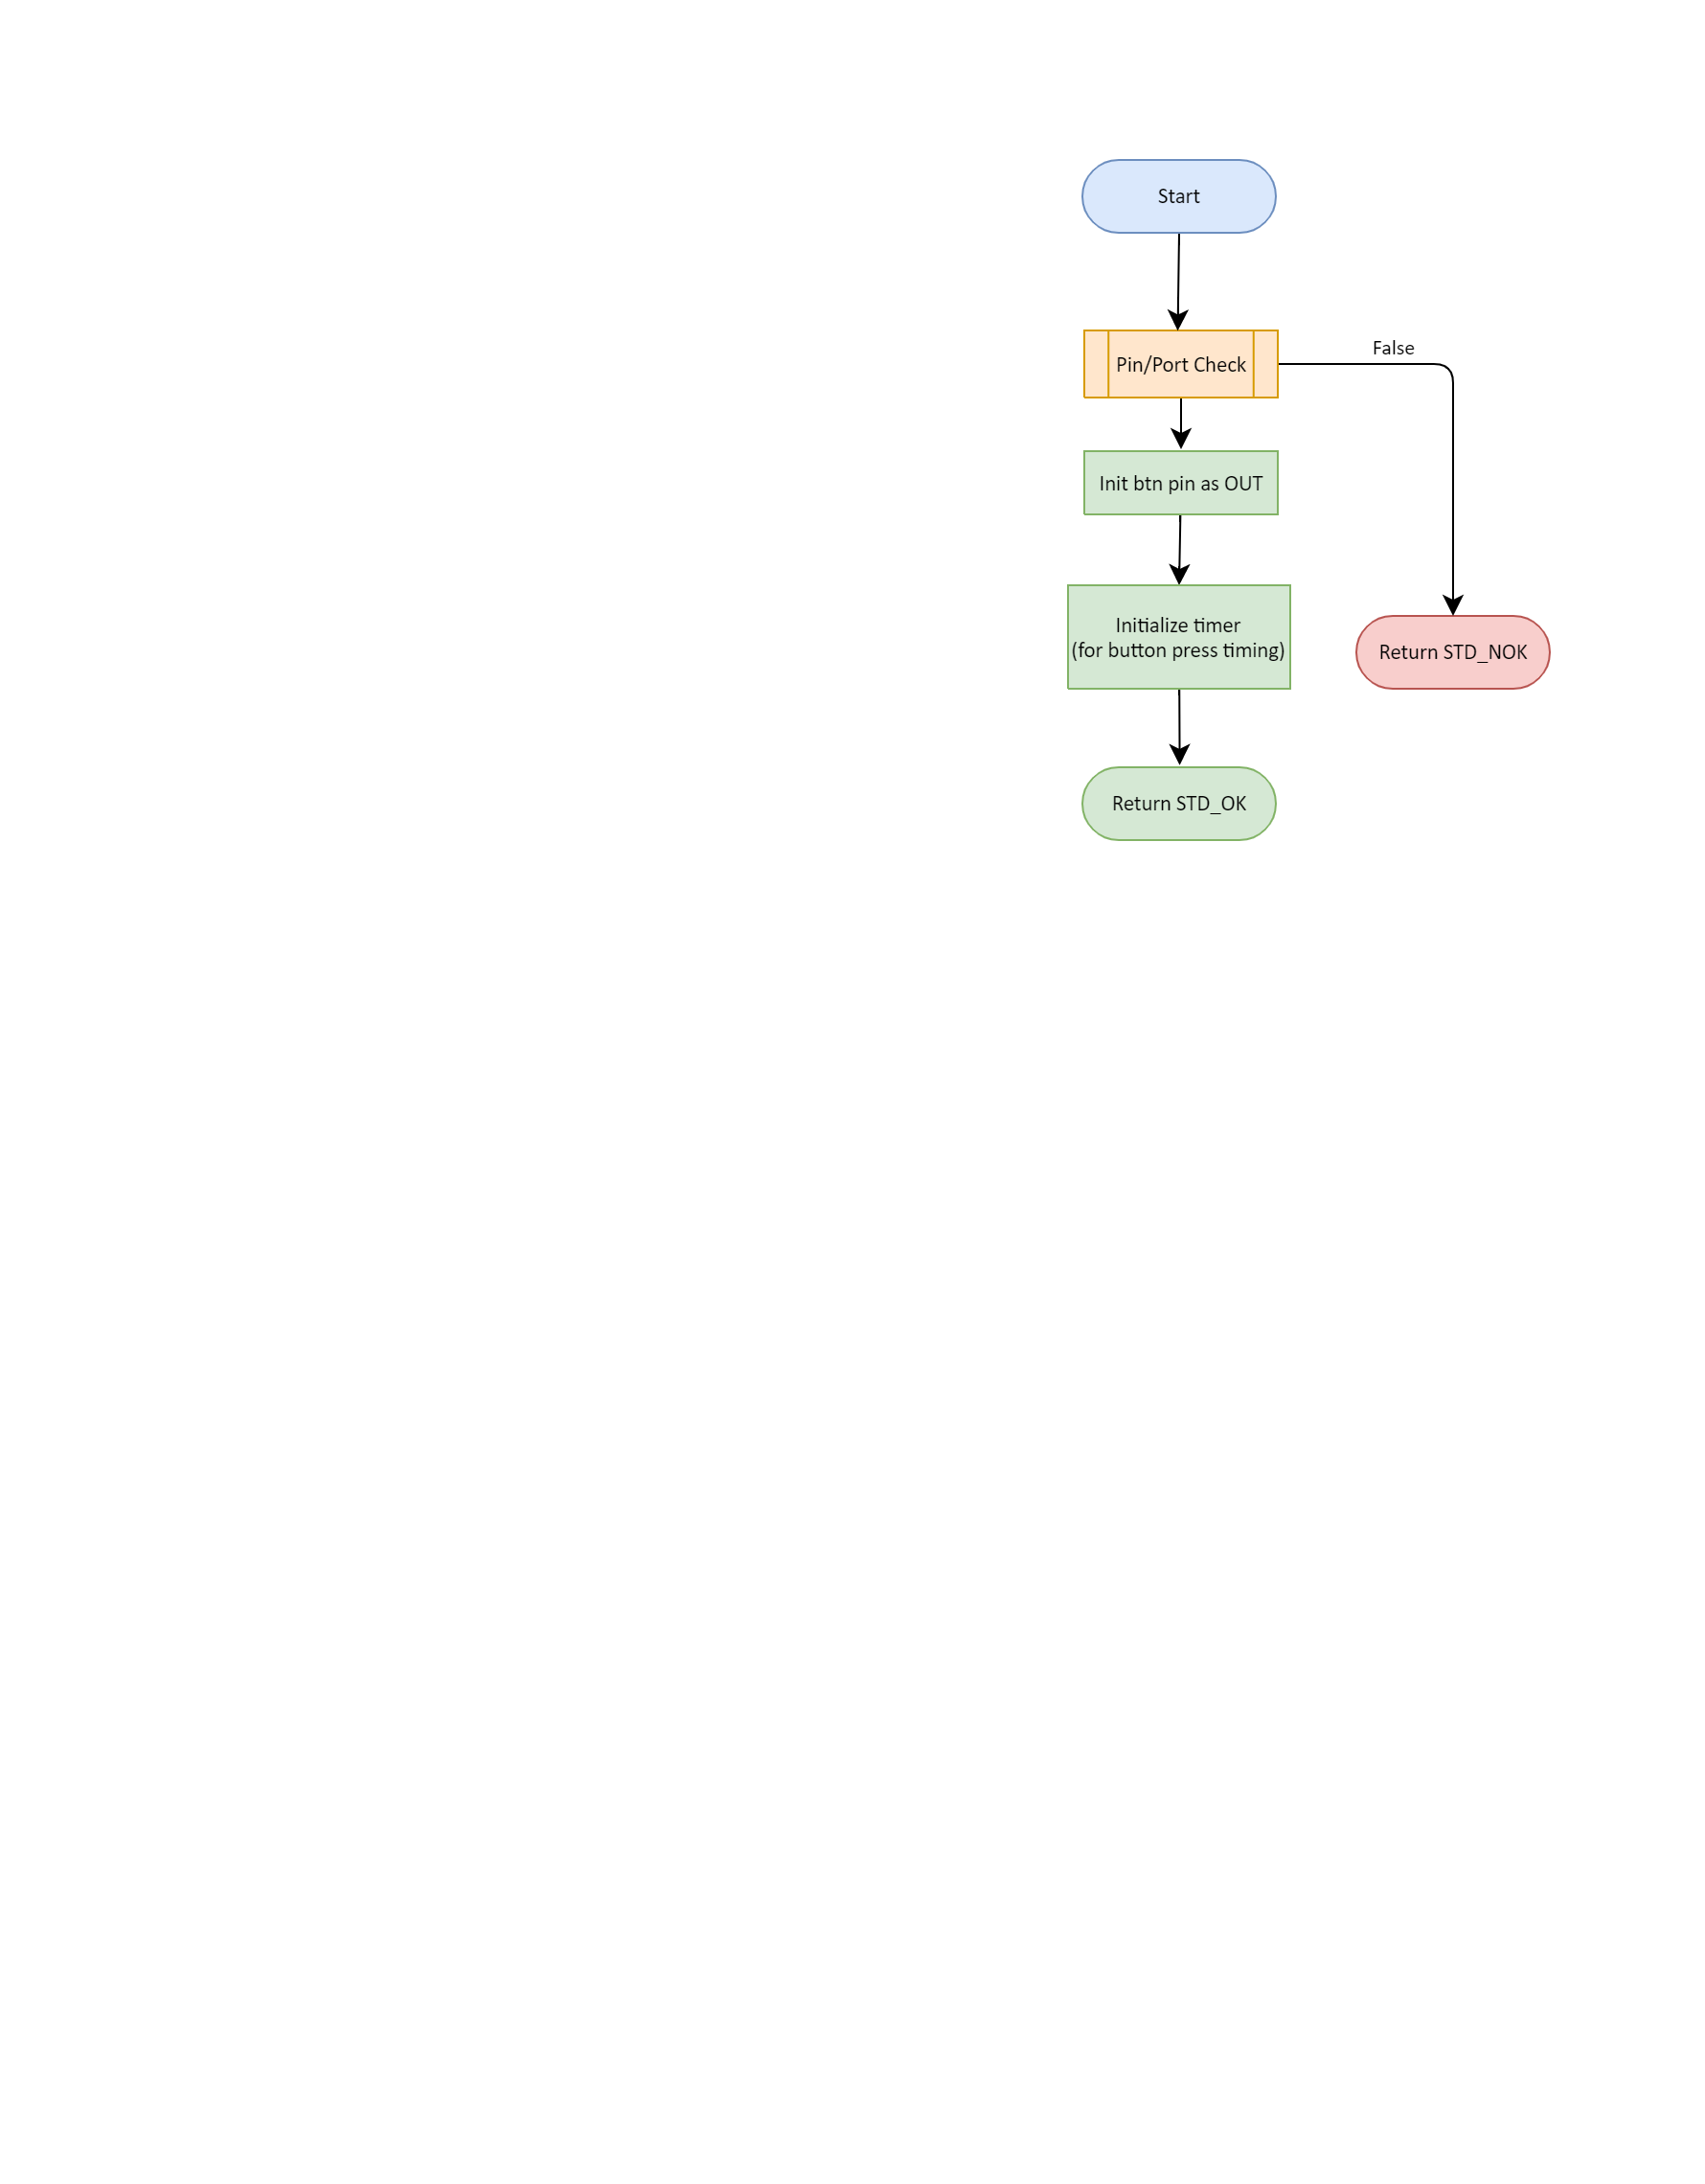 Start
False
Pin/Port Check
Init btn pin as OUT
Initialize timer
(for button press timing)
Return STD_NOK
Return STD_OK